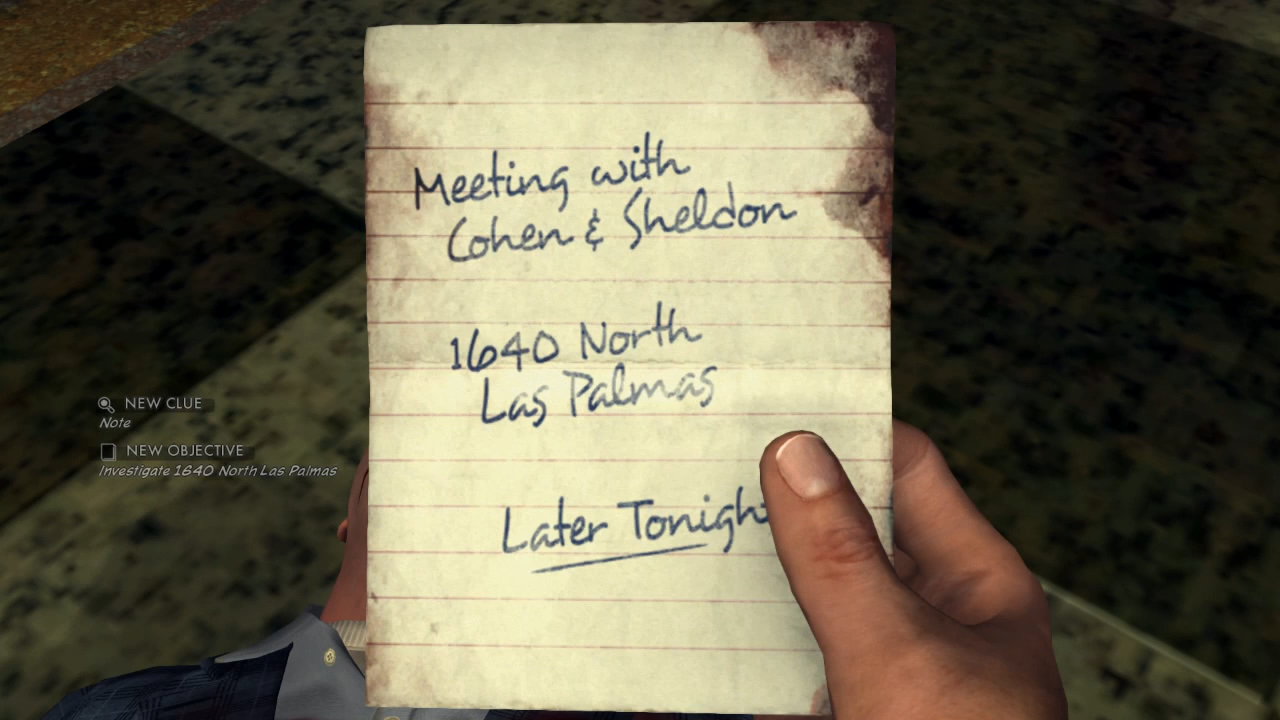 Meeting with
Cohen & Sheldon
1640 North
Las Palmas
Later Tonigh
NEW CLUE
Note
NEW OBJECTIVE
Investigate 1640 North Las Palmas